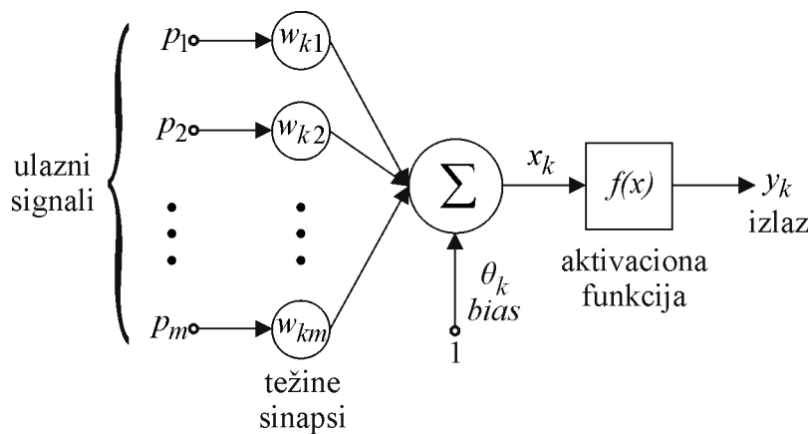 p1
wk1
p2
wk2
ulazni
signali
Σ
xk
f(x)
yk
izlaz
aktivaciona
funkcija
θk
bias
1
pm
wkm
težine
sinapsi